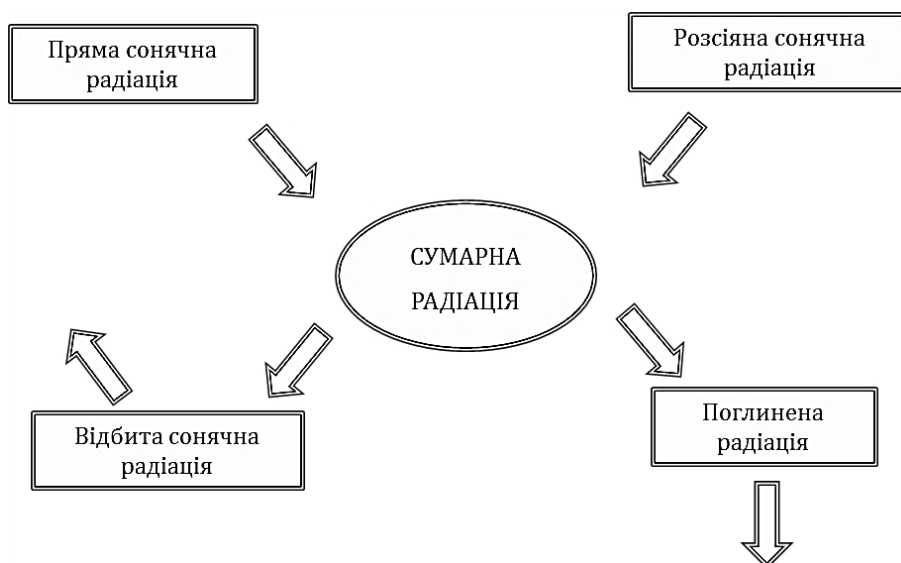 Пряма сонячна
радіація
Розсіяна сонячна
радіація
СУМАРНА
РАДІАЦІЯ
Відбита сонячна
радіація
Поглинена
радіація